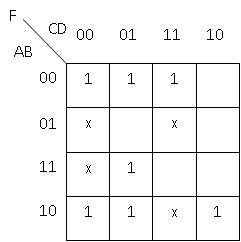 F
CD 00 01 11 10
AB
00 1 1 1
01 x x
11 x 1
10 1 1 x 1